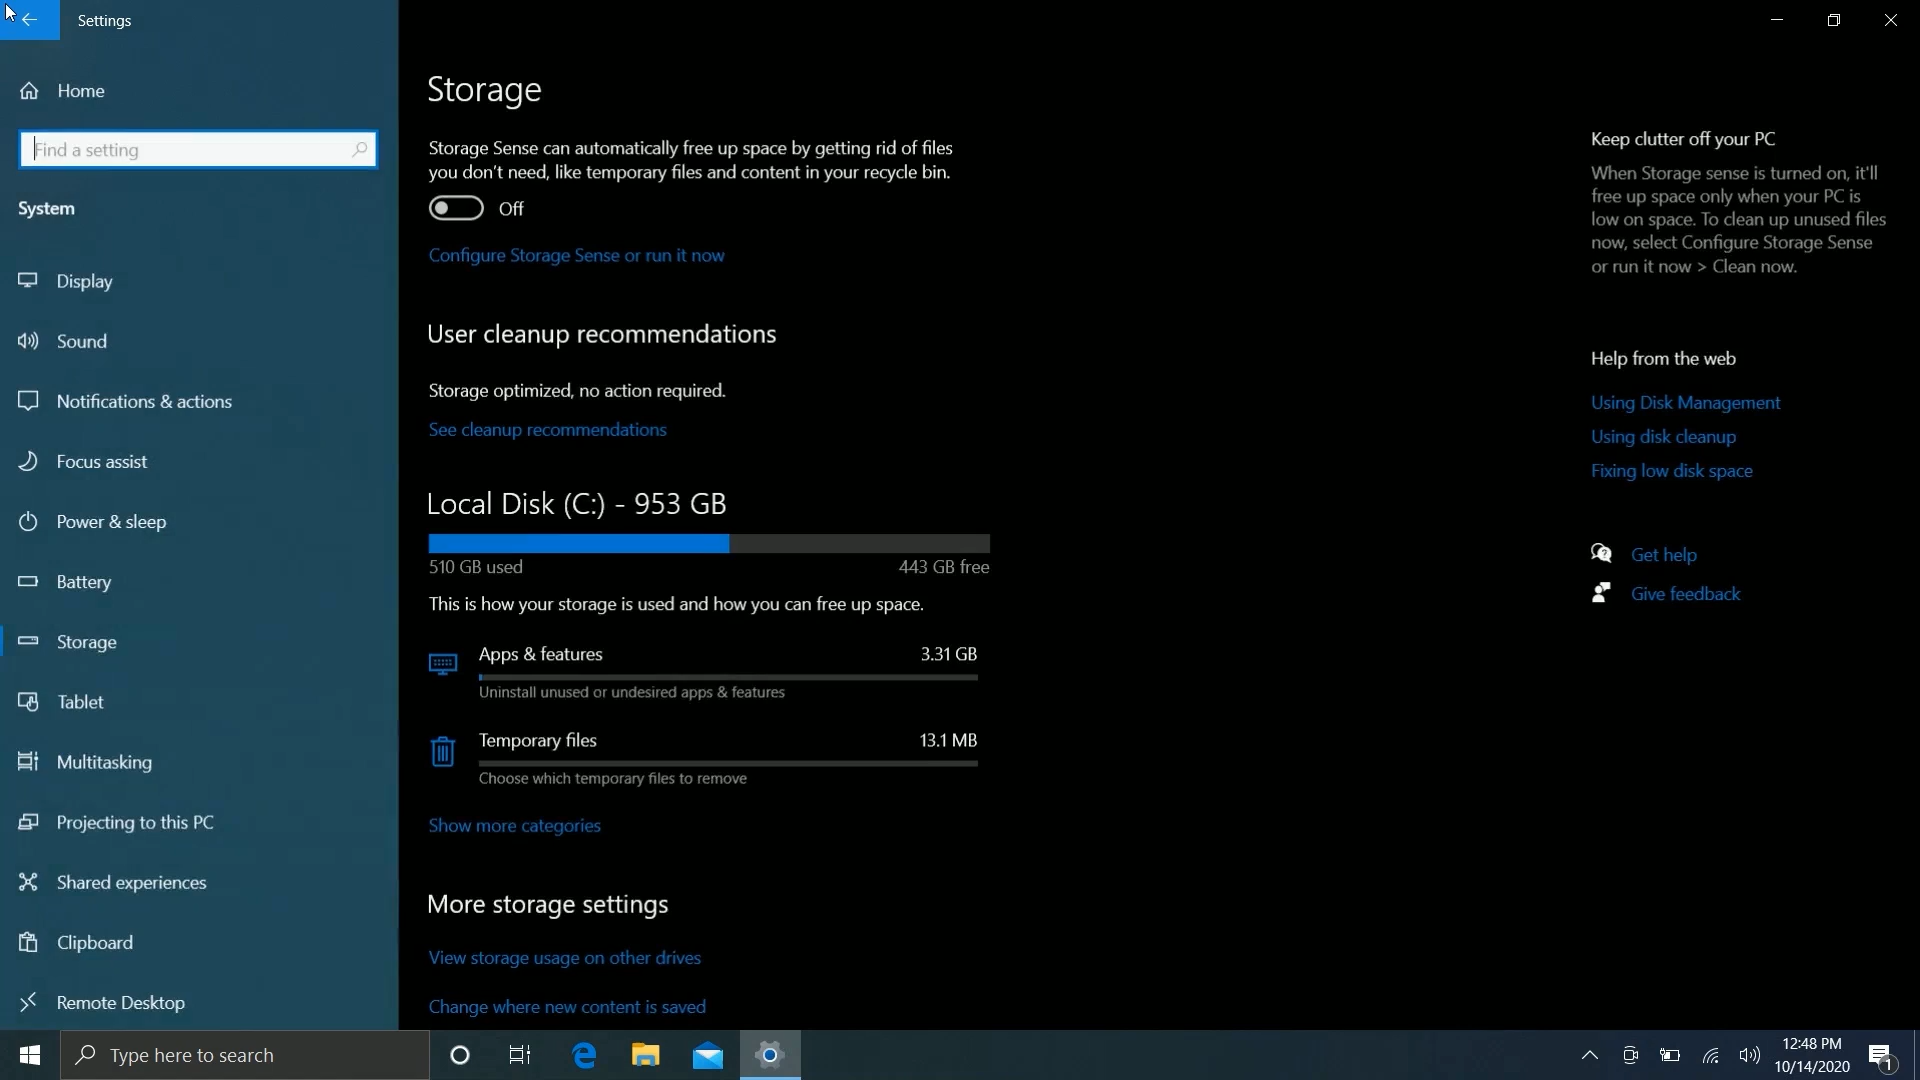 Settings
Home
Find a setting
System
Display
Sound
Notifications & actions
Focus assist
Power & sleep
Battery
Storage
Tablet
Multitasking
Projecting to this PC
Shared experiences
Clipboard
Remote Desktop
Storage
Storage Sense can automatically free up space by getting rid of files
you don't need, like temporary files and content in your recycle bin.
Off
Configure Storage Sense or run it now
User cleanup recommendations
Storage optimized, no action required.
See cleanup recommendations
Local Disk (C:) - 953 GB
510 GB used
443 GB free
This is how your storage is used and how you can free up space.
Apps & features
3.31 GB
Uninstall unused or undesired apps & features
Temporary files
13.1 MB
Choose which temporary files to remove
Show more categories
More storage settings
View storage usage on other drives
Change where new content is saved
Keep clutter off your PC
When Storage sense is turned on, it'll
free up space only when your PC is
low on space. To clean up unused files
now, select Configure Storage Sense
or run it now > Clean now.
Help from the web
Using Disk Management
Using disk cleanup
Fixing low disk space
Get help
Give feedback
Type here to search
12:48 PM
10/14/2020
1